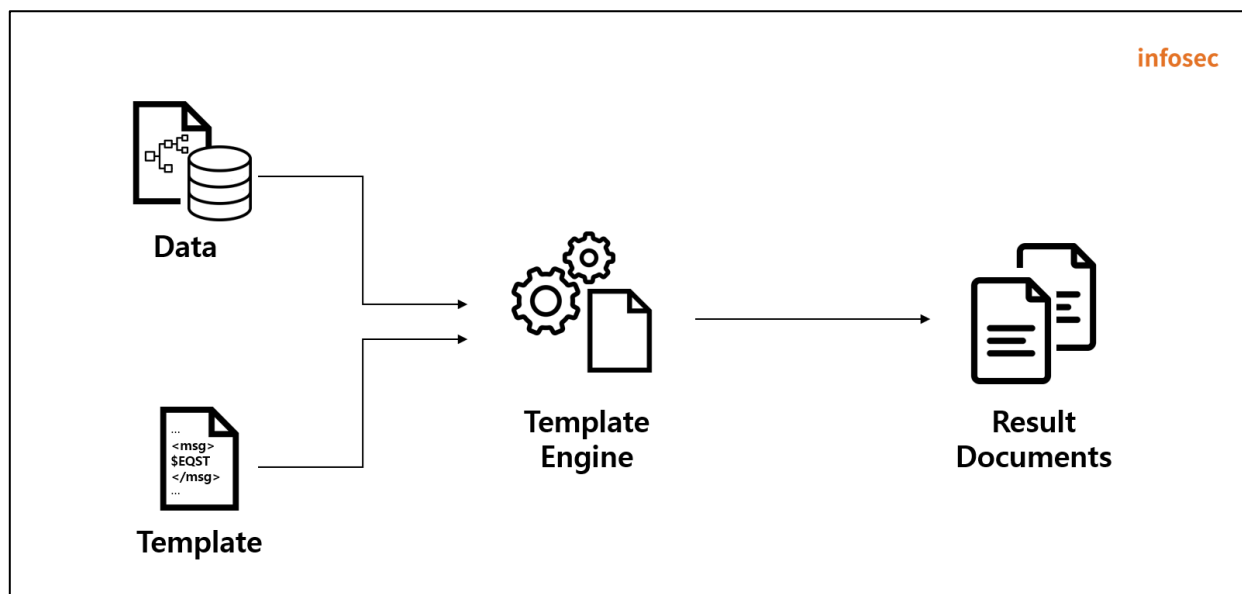 infosec
Data
...
<msg>
$EQST
</msg>
...
Template
Template
Engine
Result
Documents